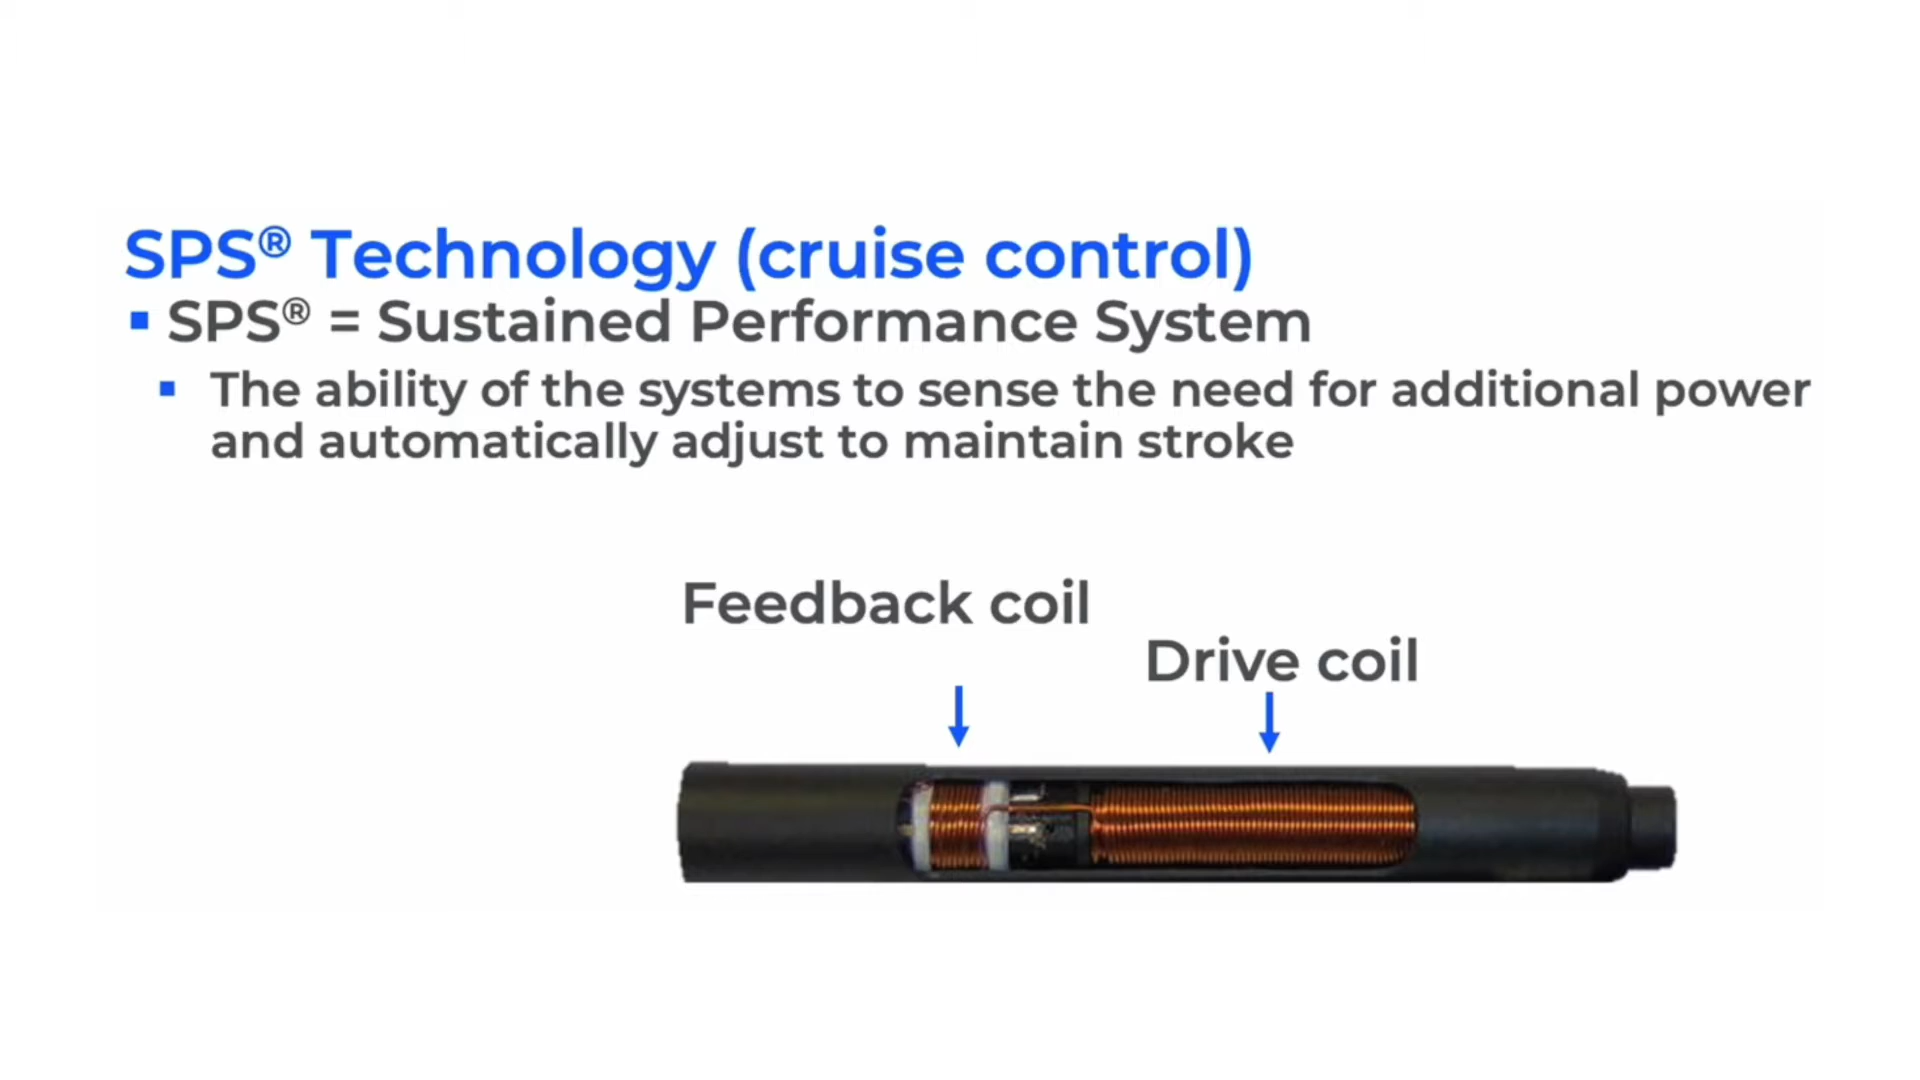 SPS® Technology (cruise control)
▪ SPS® = Sustained Performance System
▪ The ability of the systems to sense the need for additional power
and automatically adjust to maintain stroke
Feedback coil
Drive coil